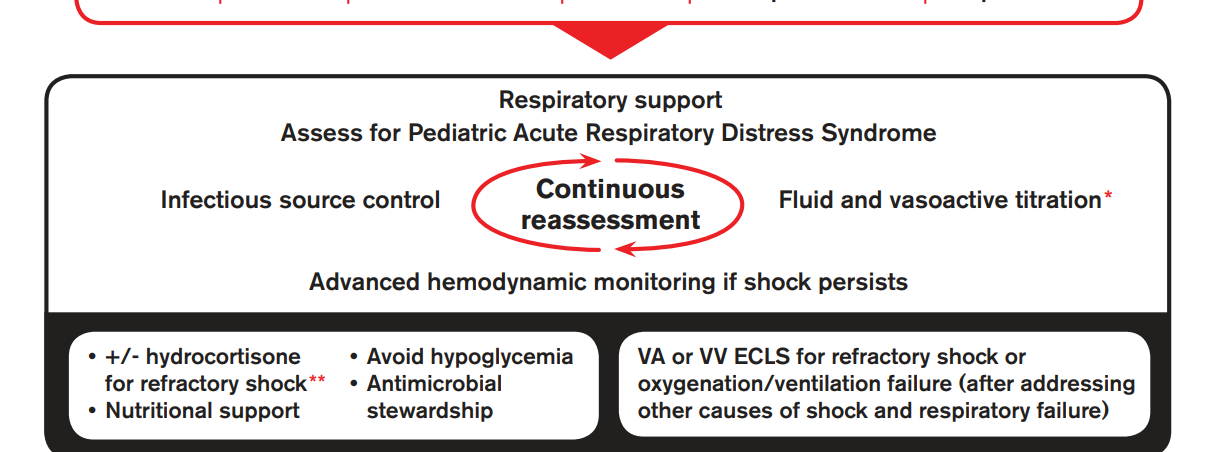 Respiratory support
Assess for Pediatric Acute Respiratory Distress Syndrome
Infectious source control
Continuous
reassessment
Fluid and vasoactive titration*
Advanced hemodynamic monitoring if shock persists
• +/- hydrocortisone
for refractory shock**
• Nutritional support
• Avoid hypoglycemia
• Antimicrobial
stewardship
VA or VV ECLS for refractory shock or
oxygenation/ventilation failure (after addressing
other causes of shock and respiratory failure)